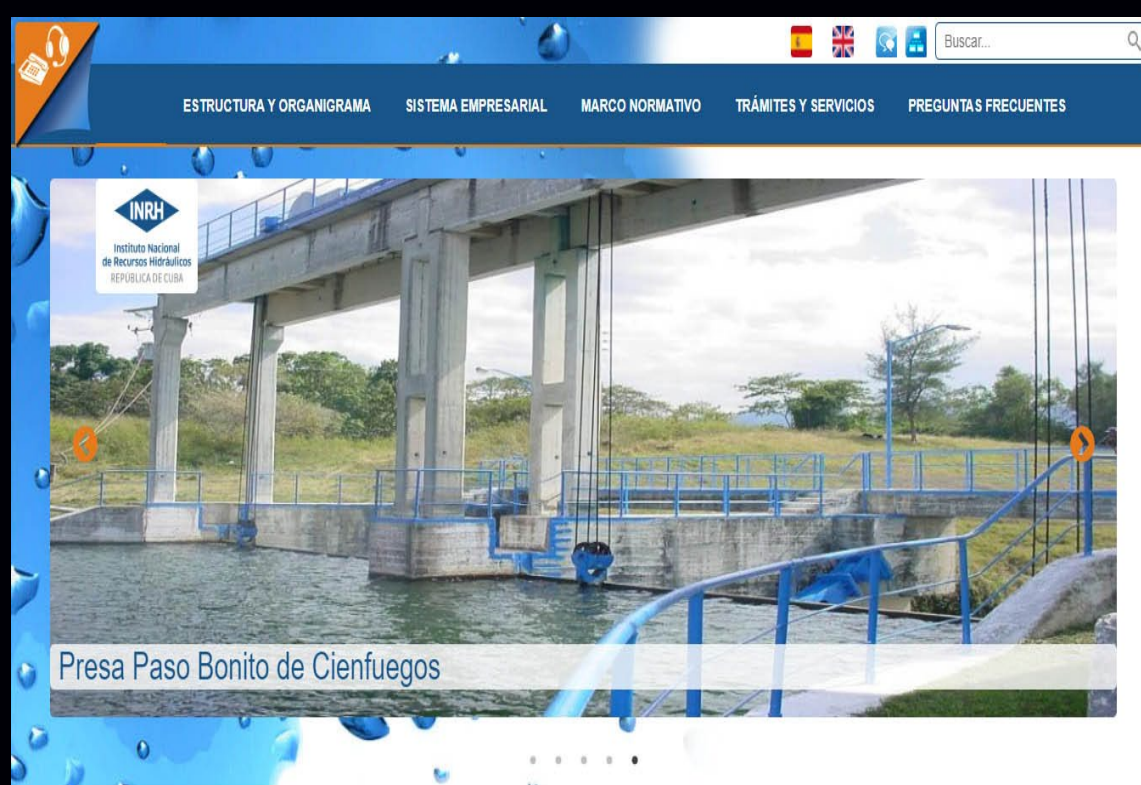 Buscar...
ESTRUCTURA Y ORGANIGRAMA SISTEMA EMPRESARIAL MARCO NORMATIVO TRÁMITES Y SERVICIOS PREGUNTAS FRECUENTES
INRH
Instituto Nacional
de Recursos Hidráulicos
REPÚBLICA DE CUBA
Presa Paso Bonito de Cienfuegos